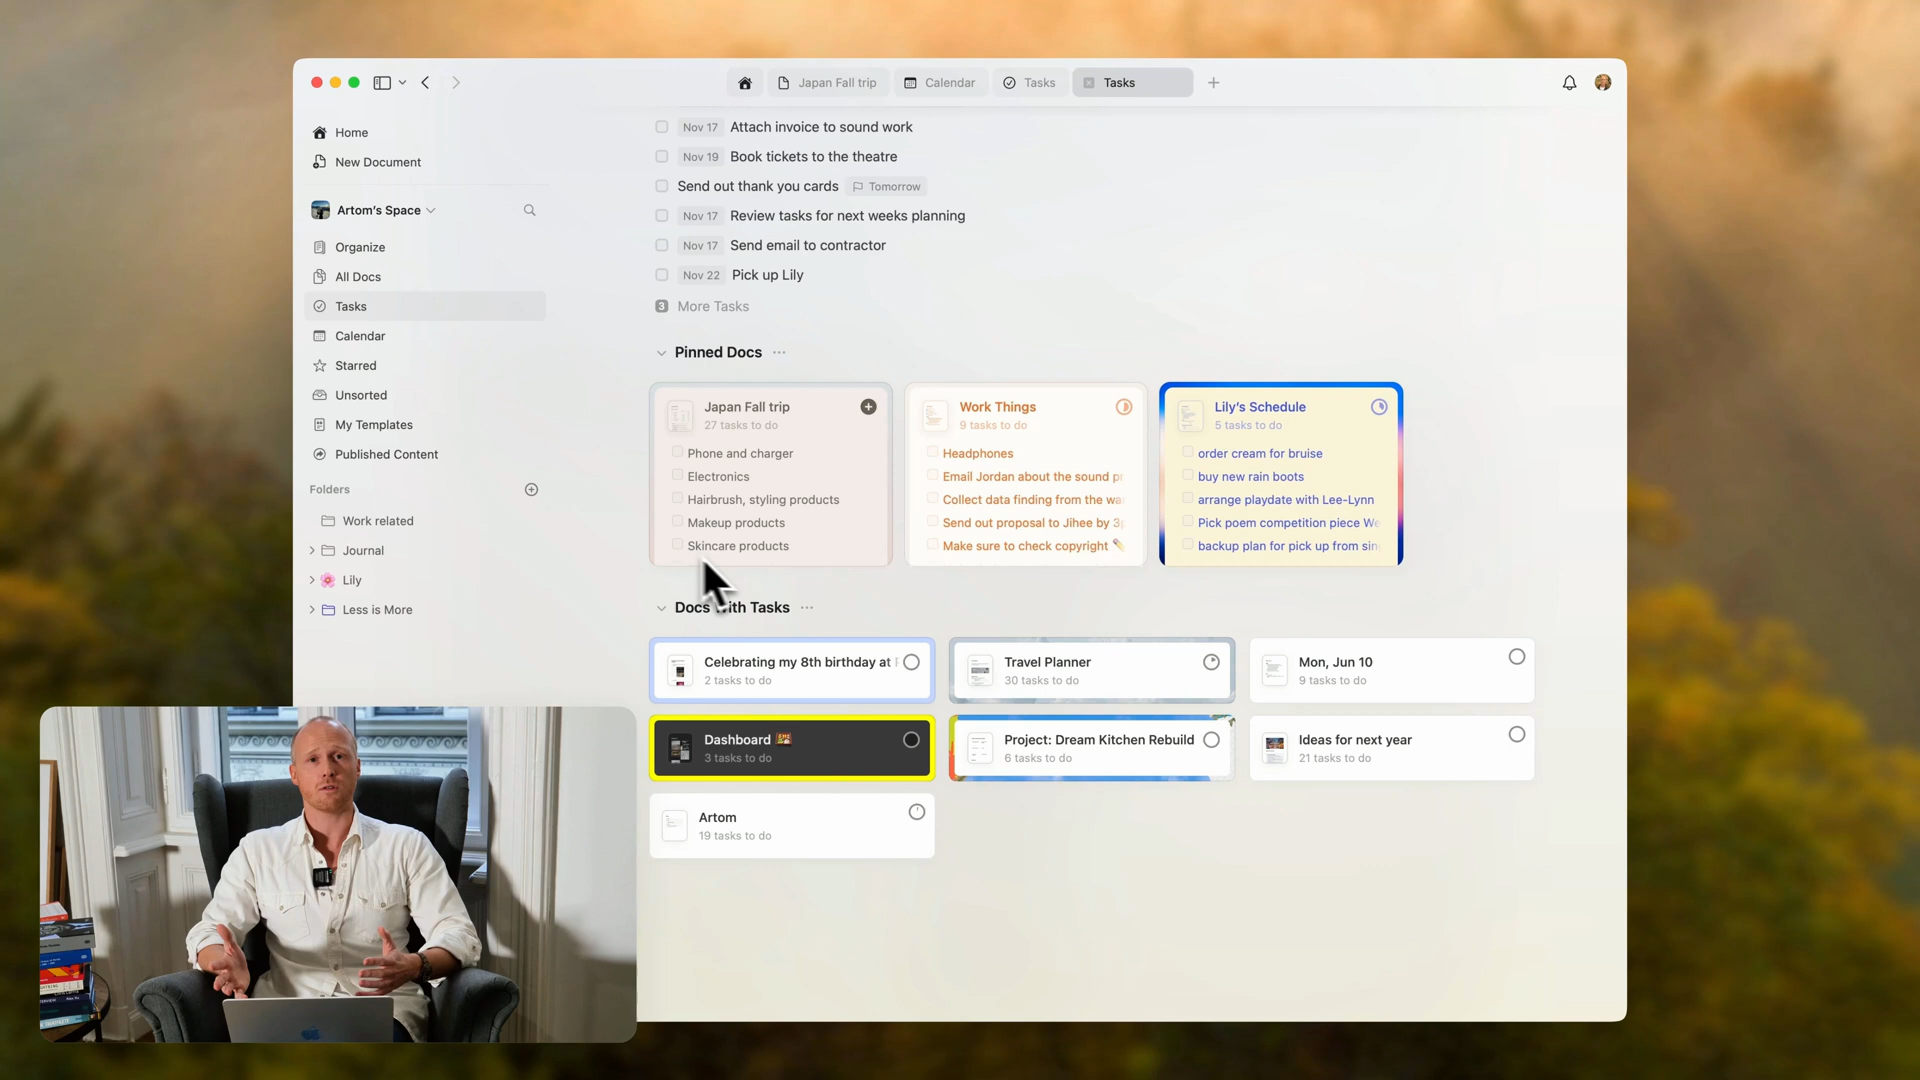 Japan Fall trip
Calendar
Tasks
Tasks
Home
New Document
Artom's Space
Organize
All Docs
Tasks
Calendar
Starred
Unsorted
My Templates
Published Content
Folders
Work related
Journal
Lily
Less is More
Nov 17 Attach invoice to sound work
Nov 19 Book tickets to the theatre
Send out thank you cards Tomorrow
Nov 17 Review tasks for next weeks planning
Nov 17 Send email to contractor
Nov 22 Pick up Lily
3 More Tasks
Pinned Docs
Japan Fall trip
27 tasks to do
Phone and charger
Electronics
Hairbrush, styling products
Makeup products
Skincare products
Work Things
9 tasks to do
Headphones
Email Jordan about the sound pr
Collect data finding from the wa
Send out proposal to Jihee by 3
Make sure to check copyright
Lily's Schedule
5 tasks to do
order cream for bruise
buy new rain boots
arrange playdate with Lee-Lynn
Pick poem competition piece We
backup plan for pick up from sin
Docs with Tasks
Celebrating my 8th birthday at
2 tasks to do
Travel Planner
30 tasks to do
Mon, Jun 10
9 tasks to do
Dashboard
3 tasks to do
Project: Dream Kitchen Rebuild
6 tasks to do
Ideas for next year
21 tasks to do
Artom
19 tasks to do